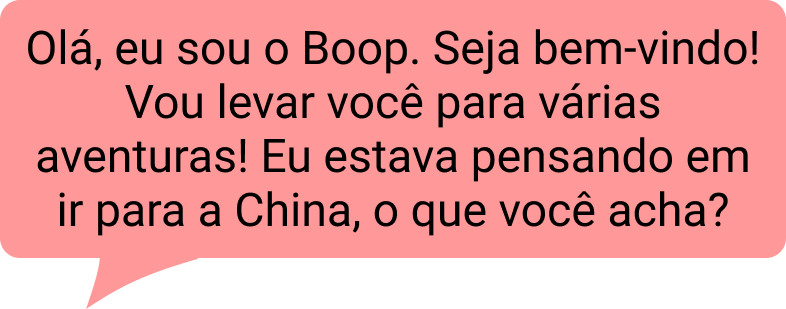 Olá, eu sou o Boop. Seja bem-vindo!
Vou levar você para várias
aventuras! Eu estava pensando em
ir para a China, o que você acha?